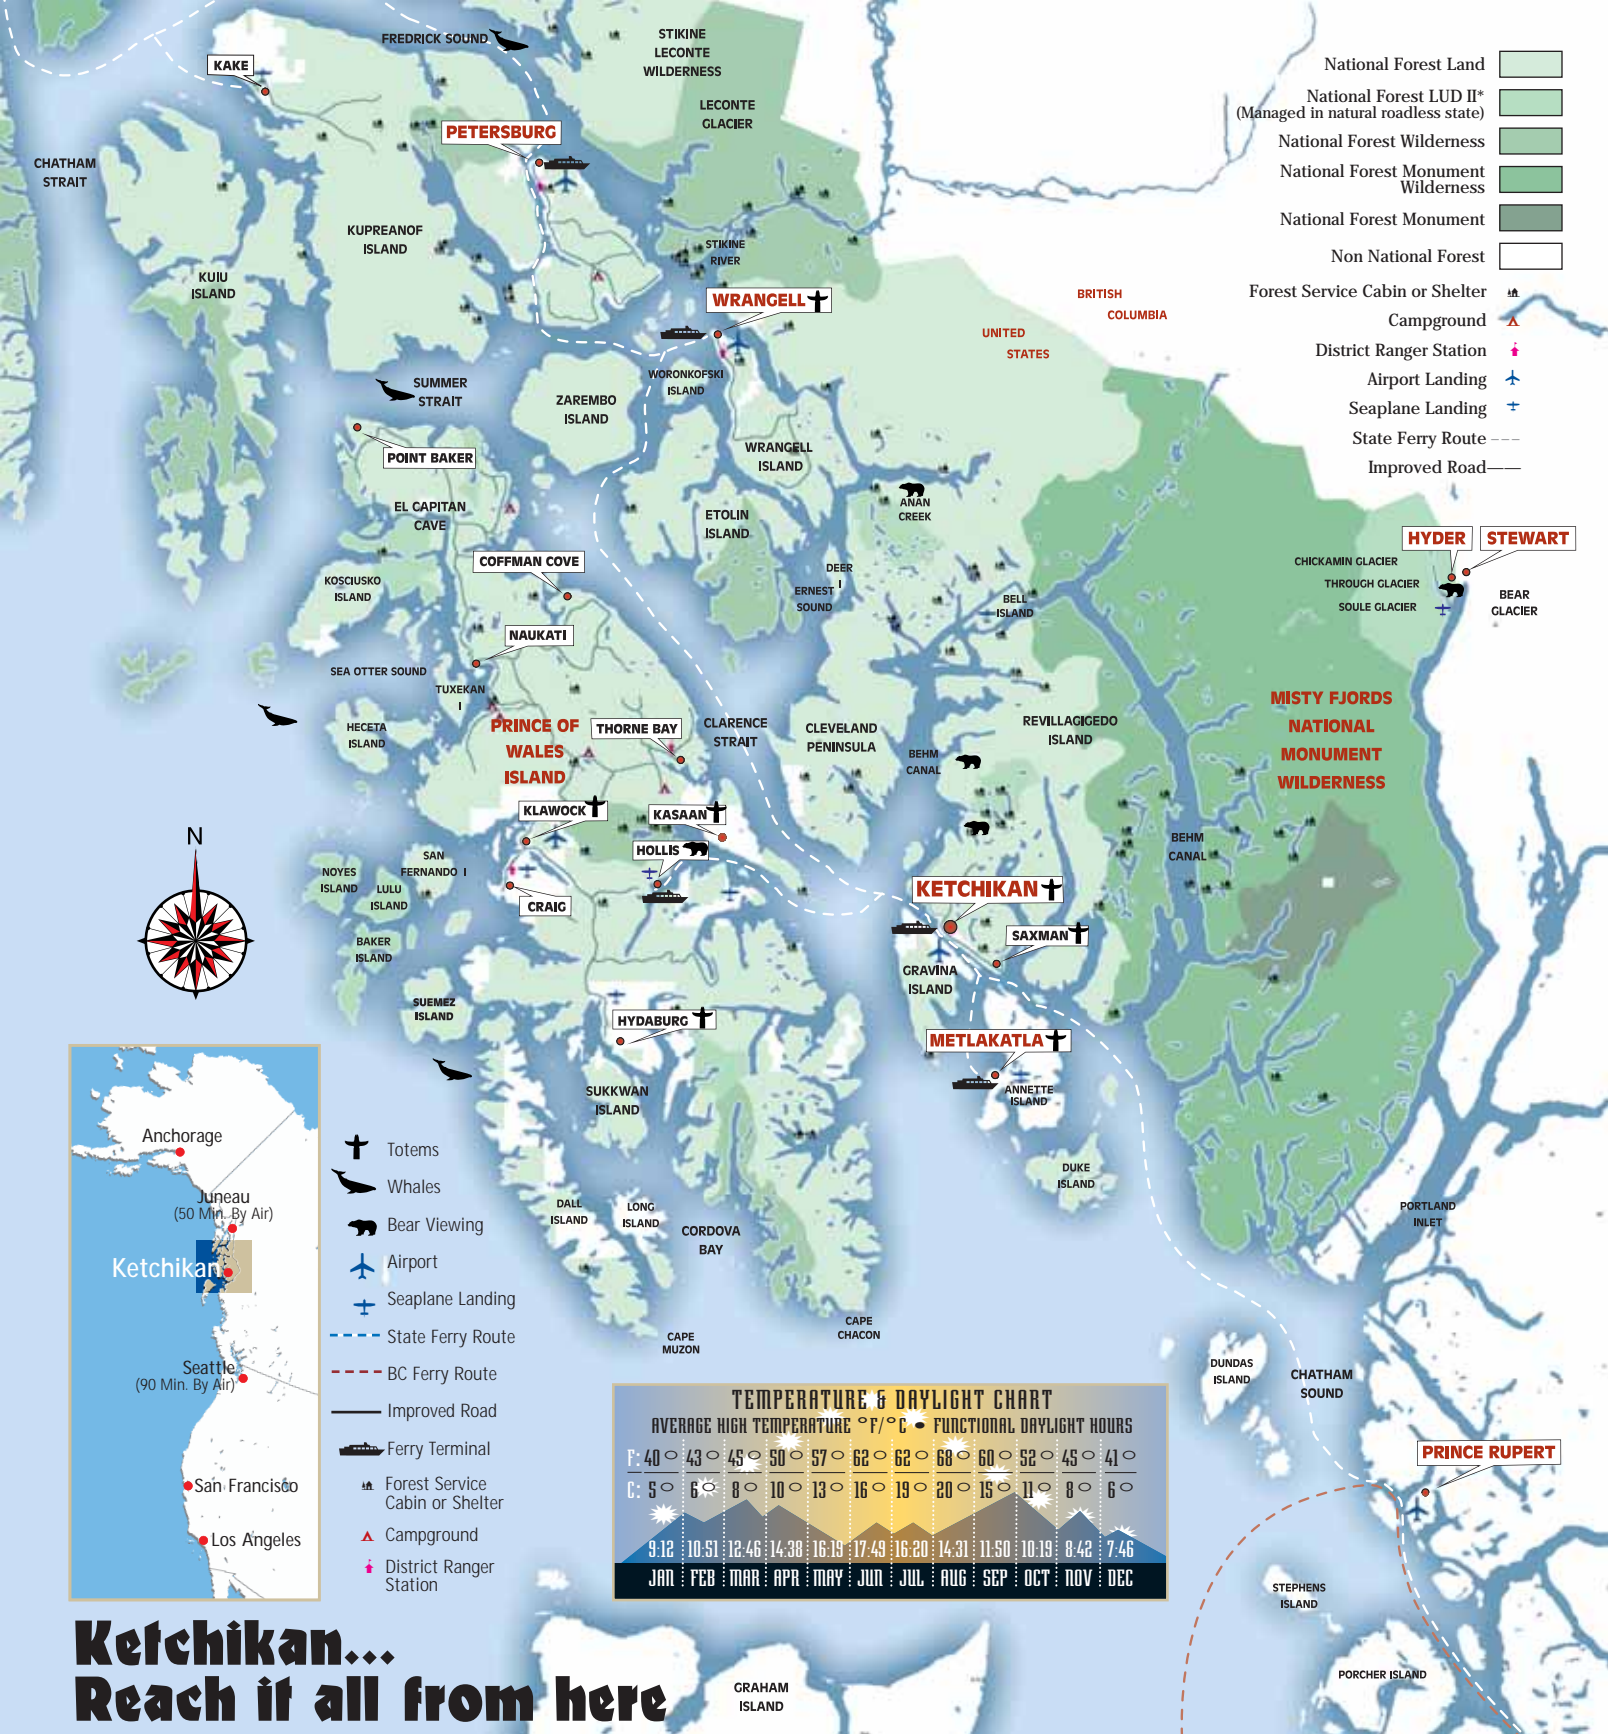 FREDRICK SOUND
STIKINE
LECONTE
WILDERNESS
KAKE
LECONTE
GLACIER
PETERSBURG
CHATHAM
STRAIT
KUPREANOF
ISLAND
STIKINE
RIVER
KUIU
ISLAND
WRANGELL
BRITISH
COLUMBIA
UNITED
STATES
National Forest Land
National Forest LUD II*
(Managed in natural roadless state)
National Forest Wilderness
National Forest Monument
Wilderness
National Forest Monument
Non National Forest
Forest Service Cabin or Shelter
Campground
District Ranger Station
Airport Landing
Seaplane Landing
State Ferry Route
Improved Road
WORONKOFSKI
ISLAND
SUMMER
STRAIT
ZAREMBO
ISLAND
POINT BAKER
WRANGELL
ISLAND
EL CAPITAN
CAVE
ETOLIN
ISLAND
ANAN
CREEK
HYDER
STEWART
CHICKAMIN GLACIER
THROUGH GLACIER
SOULE GLACIER
BEAR
GLACIER
COFFMAN COVE
KOSCIUSKO
ISLAND
DEER
I
ERNEST
SOUND
BELL
ISLAND
NAUKATI
SEA OTTER SOUND
TUXEKAN
I
HECETA
ISLAND
PRINCE OF
WALES
ISLAND
THORNE BAY
CLARENCE
STRAIT
CLEVELAND
PENINSULA
REVILLAGIGEDO
ISLAND
BEHM
CANAL
MISTY FJORDS
NATIONAL
MONUMENT
WILDERNESS
KLAWOCK
KASAAN
HOLLIS
BEHM
CANAL
N
NOYES
ISLAND
SAN
FERNANDO I
LULU
ISLAND
CRAIG
KETCHIKAN
SAXMAN
BAKER
ISLAND
GRAVINA
ISLAND
SUEMEZ
ISLAND
HYDABURG
METLAKATLA
SUKKWAN
ISLAND
ANNETTE
ISLAND
DUKE
ISLAND
DALL
ISLAND
LONG
ISLAND
CORDOVA
BAY
PORTLAND
INLET
CAPE
MUZON
CAPE
CHACON
DUNDAS
ISLAND
CHATHAM
SOUND
PRINCE RUPERT
STEPHENS
ISLAND
PORCHER ISLAND
GRAHAM
ISLAND
Anchorage
Juneau
(50 Min. By Air)
Ketchikan
Seattle
(90 Min. By Air)
San Francisco
Los Angeles
Totems
Whales
Bear Viewing
Airport
Seaplane Landing
State Ferry Route
BC Ferry Route
Improved Road
Ferry Terminal
Forest Service
Cabin or Shelter
Campground
District Ranger
Station
TEMPERATURE & DAYLIGHT CHART
AVERAGE HIGH TEMPERATURE °F/°C • FUNCTIONAL DAYLIGHT HOURS
F: 40° 43° 45° 50° 57° 62° 62° 68° 60° 52° 45° 41°
C: 5° 6° 8° 10° 13° 16° 19° 20° 15° 11° 8° 6°
9:12 10:51 12:46 14:38 16:19 17:49 16:20 14:31 11:50 10:19 8:42 7:46
JAN FEB MAR APR MAY JUN JUL AUG SEP OCT NOV DEC
Ketchikan...
Reach it all from here